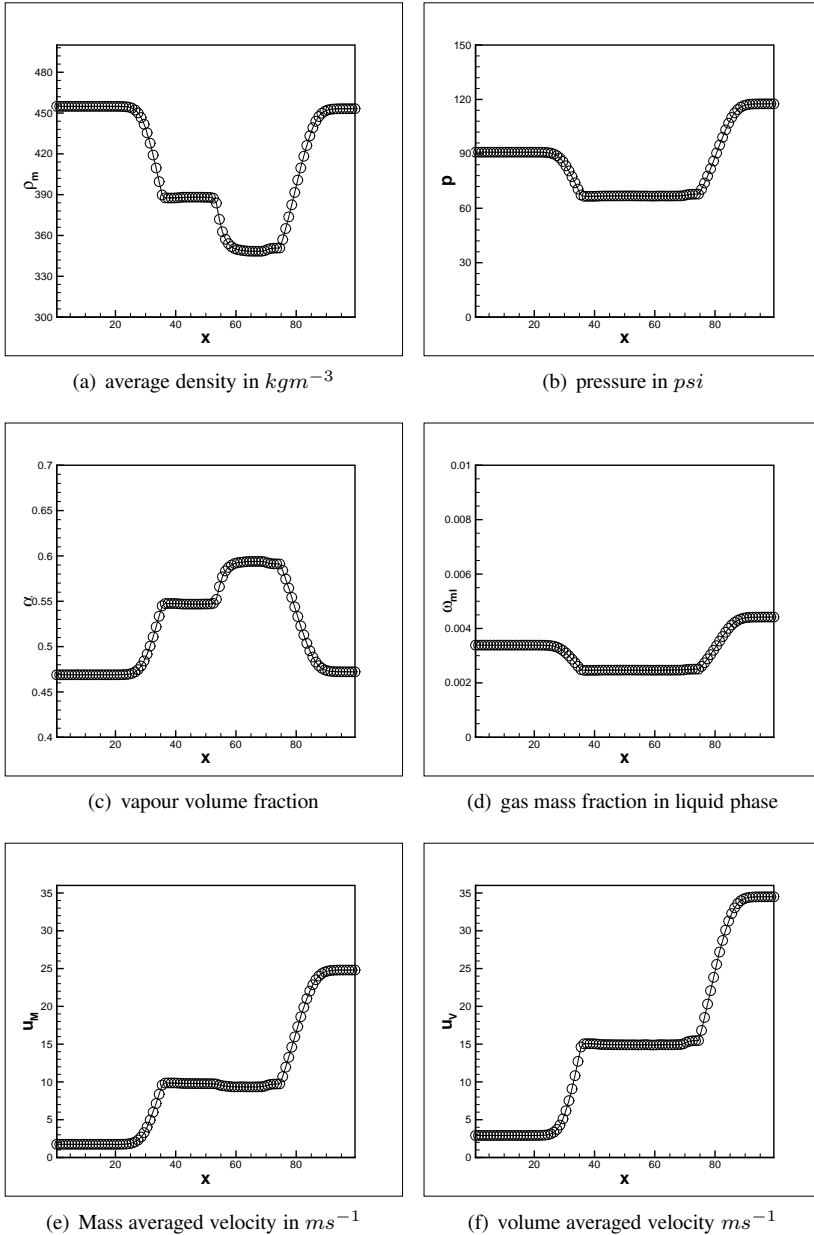 480
450
420
390
360
330
300
ρm
20 40 60 80
x
(a) average density in kgm−3
150
120
90
60
30
0
p
20 40 60 80
x
(b) pressure in psi
0.7
0.6
0.55
0.5
0.45
0.4
α
20 40 60 80
x
(c) vapour volume fraction
0.01
0.008
0.006
0.004
0.002
0
ωml
20 40 60 80
x
(d) gas mass fraction in liquid phase
35
30
25
20
15
10
5
0
uM
20 40 60 80
x
(e) Mass averaged velocity in ms−1
35
30
25
20
15
10
5
0
uV
20 40 60 80
x
(f) volume averaged velocity ms−1